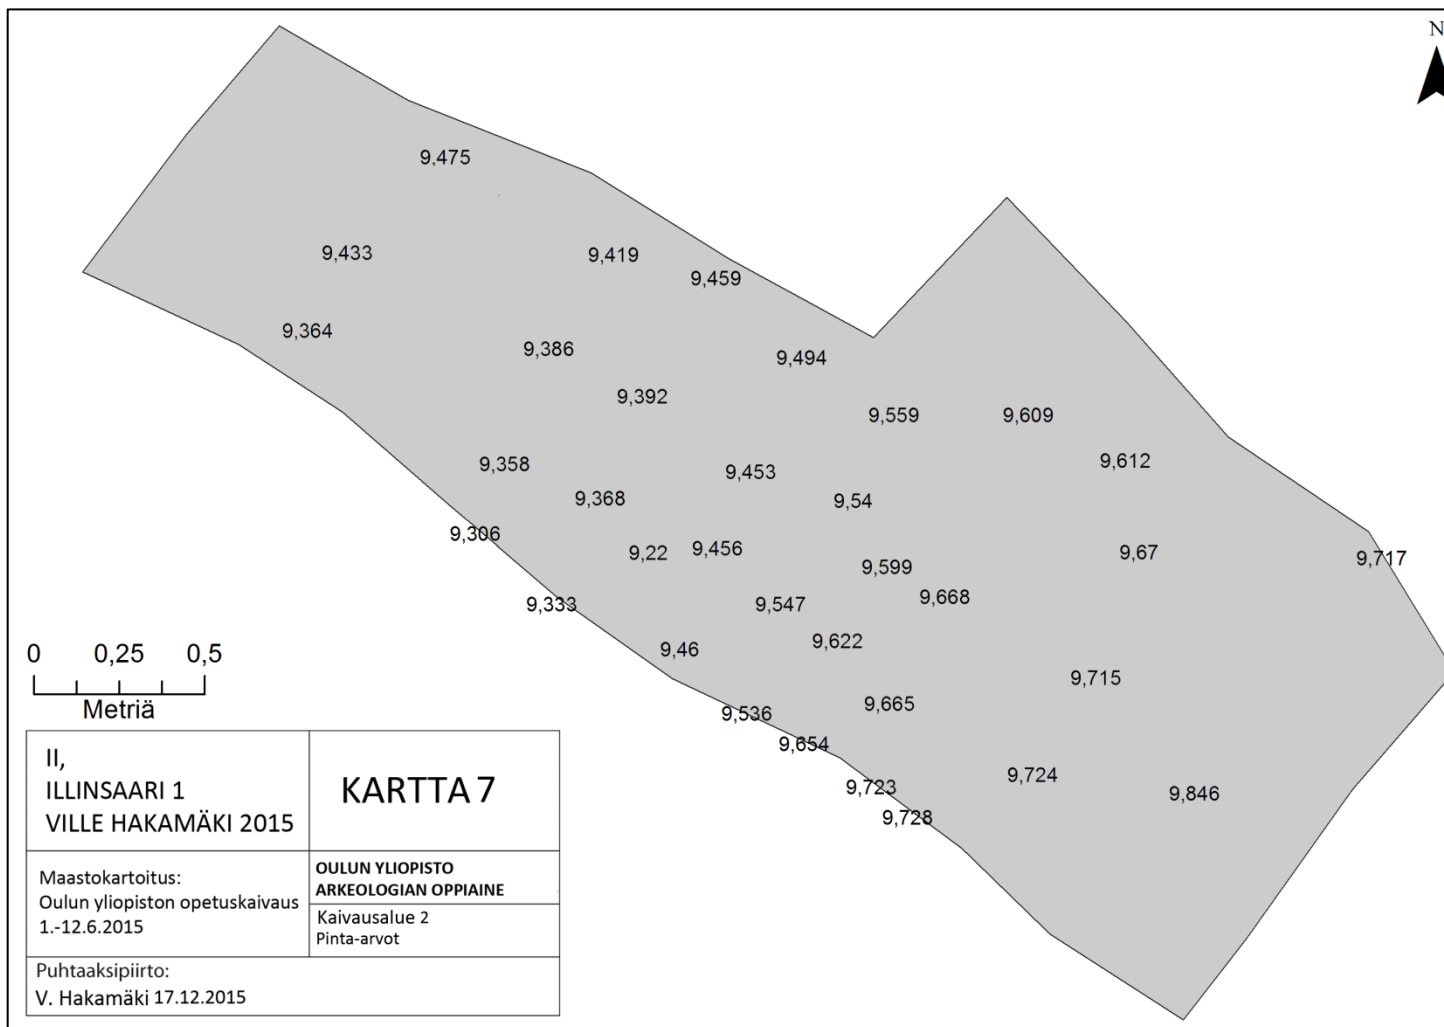 N
9,475
9,433
9,419
9,459
9,364
9,386
9,494
9,392
9,559
9,609
9,358
9,453
9,612
9,368
9,54
9,306
9,22
9,456
9,599
9,67
9,717
9,333
9,547
9,668
9,46
9,622
9,715
9,536
9,665
9,654
9,723
9,724
9,846
9,728
0 0,25 0,5
Metriä
II,
ILLINSAARI 1
VILLE HAKAMÄKI 2015
KARTTA 7
Maastokartoitus:
Oulun yliopiston opetuskaivaus
1.-12.6.2015
OULUN YLIOPISTO
ARKEOLOGIAN OPPIAINE
Kaivausalue 2
Pinta-arvot
Puhtaaksipiirto:
V. Hakamäki 17.12.2015